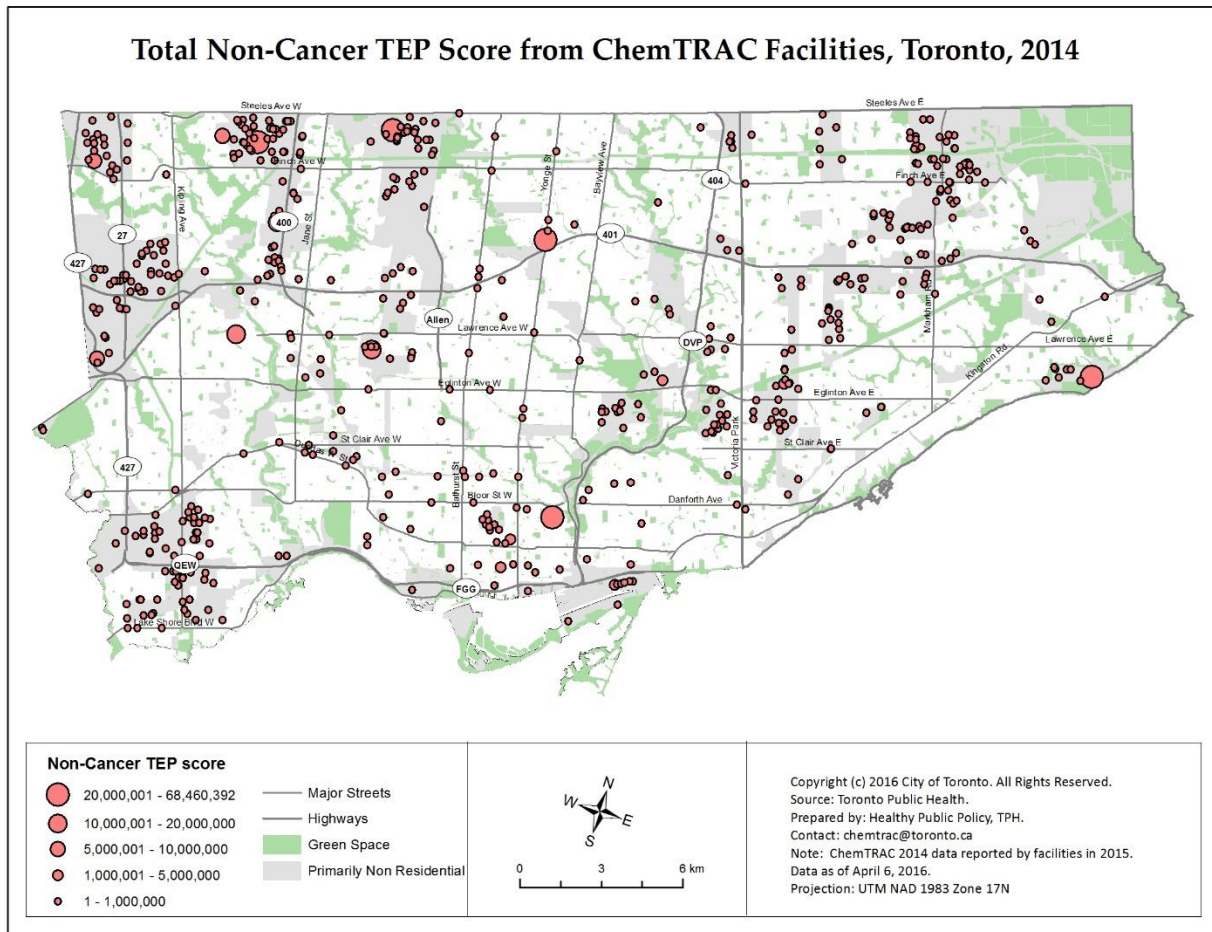 Total Non-Cancer TEP Score from ChemTRAC Facilities, Toronto, 2014
Steeles Ave W
Steeles Ave E
Finch Ave W
Finch Ave E
Kipling Ave
Jane St
Yonge St
Bayview Ave
404
400
401
27
427
Markham Rd
Allen
Lawrence Ave W
DVP
Lawrence Ave E
Kingston Rd
Eglinton Ave W
Eglinton Ave E
St Clair Ave W
St Clair Ave E
Dundas W St
Victoria Park
427
Bathurst St
Bloor St W
Danforth Ave
QEW
FGG
Lake Shore Blvd W
Non-Cancer TEP score
20,000,001 - 68,460,392
10,000,001 - 20,000,000
5,000,001 - 10,000,000
1,000,001 - 5,000,000
1 - 1,000,000
Major Streets
Highways
Green Space
Primarily Non Residential
N
W
E
S
0 3 6 km
Copyright (c) 2016 City of Toronto. All Rights Reserved.
Source: Toronto Public Health.
Prepared by: Healthy Public Policy, TPH.
Contact: chemtrac@toronto.ca
Note: ChemTRAC 2014 data reported by facilities in 2015.
Data as of April 6, 2016.
Projection: UTM NAD 1983 Zone 17N